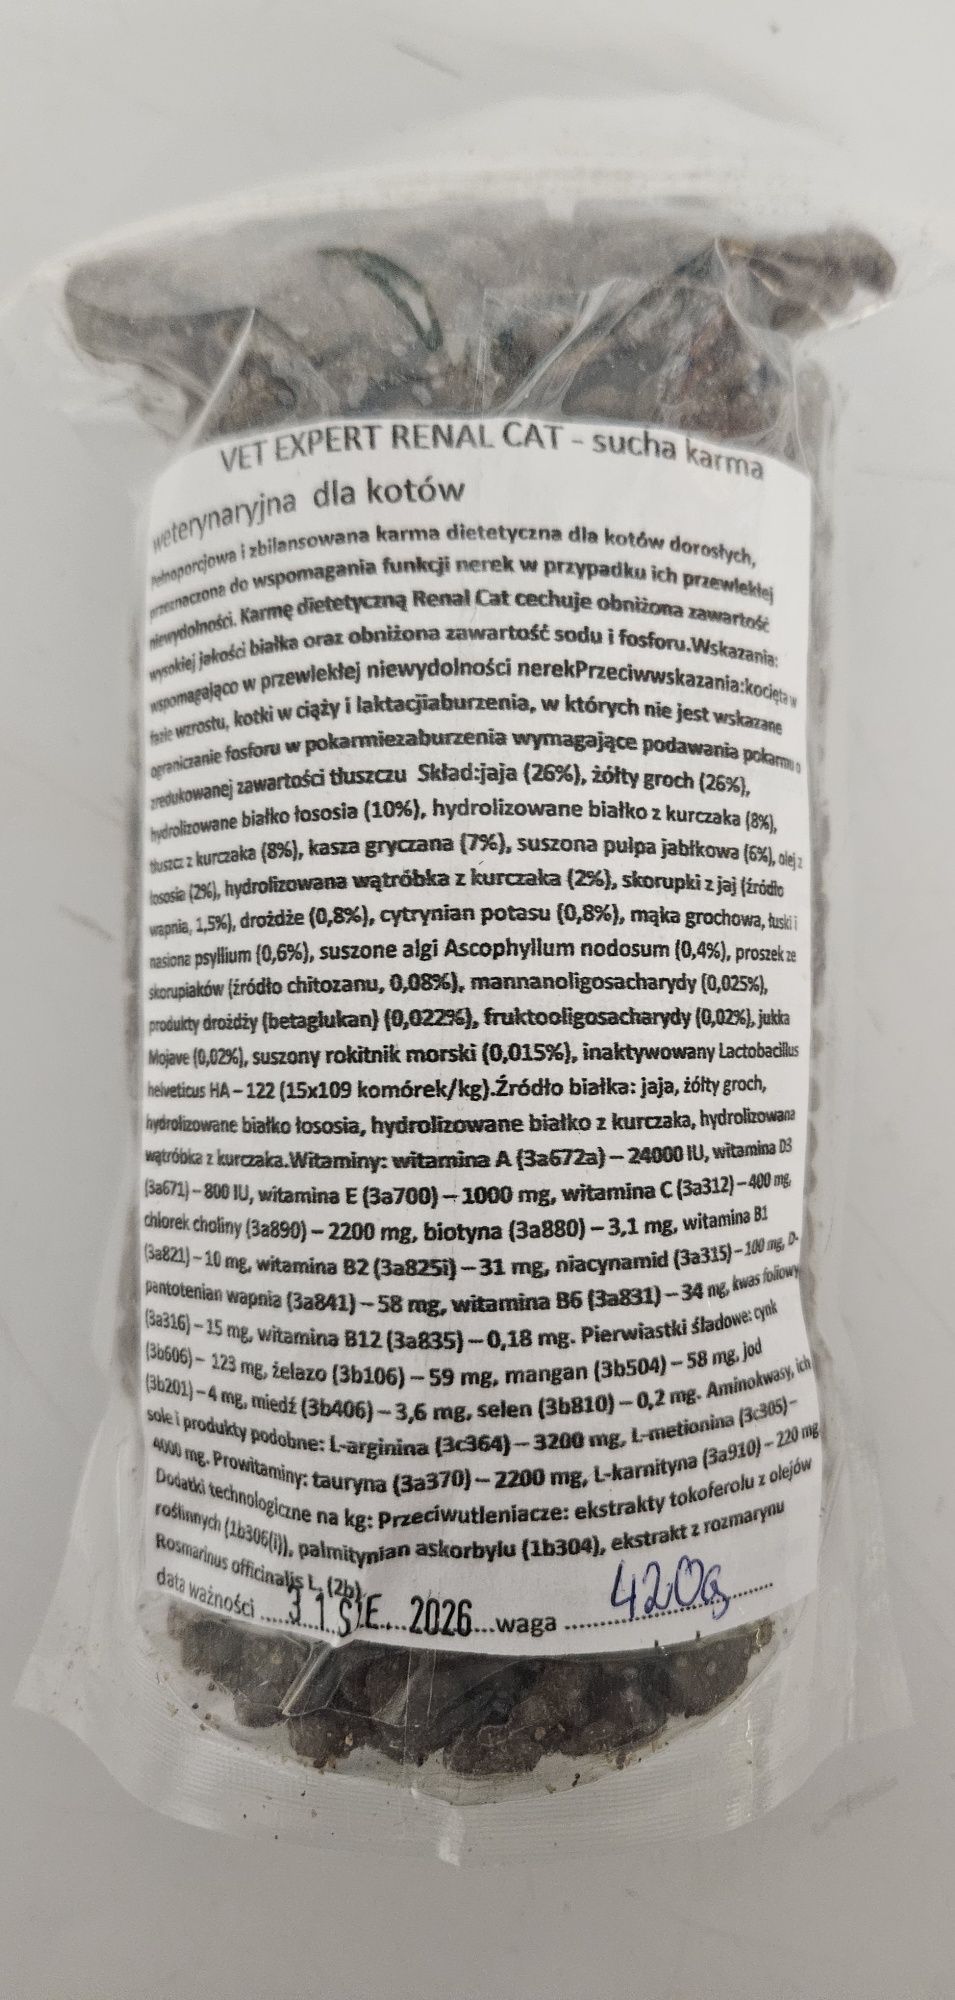 VET EXPERT RENAL CAT – sucha karma
weterynaryjna dla kotów
Pełnoporcjowa i zbilansowana karma dietetyczna dla kotów dorosłych,
przeznaczona do wspomagania funkcji nerek w przypadku ich przewlekłej
niewydolności. Karmę dietetyczną Renal Cat cechuje obniżona zawartość
wysokiej jakości białka oraz obniżona zawartość sodu i fosforu.Wskazania:
wspomagająco w przewlekłej niewydolności nerekPrzeciwwskazania:kocięta w
fazie wzrostu, kotki w ciąży i laktacjiaburzenia, w których nie jest wskazane
ograniczanie fosforu w pokarmiezaburzenia wymagające podawania pokarmu o
zredukowanej zawartości tłuszczu Skład:jaja (26%), żółty groch (26%),
hydrolizowane białko łososia (10%), hydrolizowane białko z kurczaka (8%),
tłuszcz z kurczaka (8%), kasza gryczana (7%), suszona pulpa jabłkowa (6%), olej z
łososia (2%), hydrolizowana wątróbka z kurczaka (2%), skorupki z jaj (źródło
wapnia, 1,5%), drożdże (0,8%), cytrynian potasu (0,8%), mąka grochowa, łuski i
nasiona psyllium (0,6%), suszone algi Ascophyllum nodosum (0,4%), proszek ze
skorupiaków (źródło chitozanu, 0,08%), mannanoligosacharydy (0,025%),
produkty drożdży (betaglukan) (0,022%), fruktooligosacharydy (0,02%), jukka
Mojave (0,02%), suszony rokitnik morski (0,015%), inaktywowany Lactobacillus
helveticus HA – 122 (15x109 komórek/kg).Źródło białka: jaja, żółty groch,
hydrolizowane białko łososia, hydrolizowane białko z kurczaka, hydrolizowana
wątróbka z kurczaka.Witaminy: witamina A (3a672a) – 24000 IU, witamina D3
(3a671) – 800 IU, witamina E (3a700) – 1000 mg, witamina C (3a312) – 400 mg,
chlorek choliny (3a890) – 2200 mg, biotyna (3a880) – 3,1 mg, witamina B1
(3a821) – 10 mg, witamina B2 (3a825i) – 31 mg, niacynamid (3a315) – 100 mg, D-
pantotenian wapnia (3a841) – 58 mg, witamina B6 (3a831) – 34 mg, kwas foliowy
(3a316) – 15 mg, witamina B12 (3a835) – 0,18 mg. Pierwiastki śladowe: cynk
(3b606) – 123 mg, żelazo (3b106) – 59 mg, mangan (3b504) – 58 mg, jod
(3b201) – 4 mg, miedź (3b406) – 3,6 mg, selen (3b810) – 0,2 mg. Aminokwasy, ich
sole i produkty podobne: L-arginina (3c364) – 3200 mg, L-metionina (3c305) –
4000 mg. Prowitaminy: tauryna (3a370) – 2200 mg, L-karnityna (3a910) – 220 mg
Dodatki technologiczne na kg: Przeciwutleniacze: ekstrakty tokoferolu z olejów
roślinnych (1b306(i)), palmitynian askorbylu (1b304), ekstrakt z rozmarynu
Rosmarinus officinalis L. (2b)
data ważności .....31 SIE. 2026...waga ......420g......